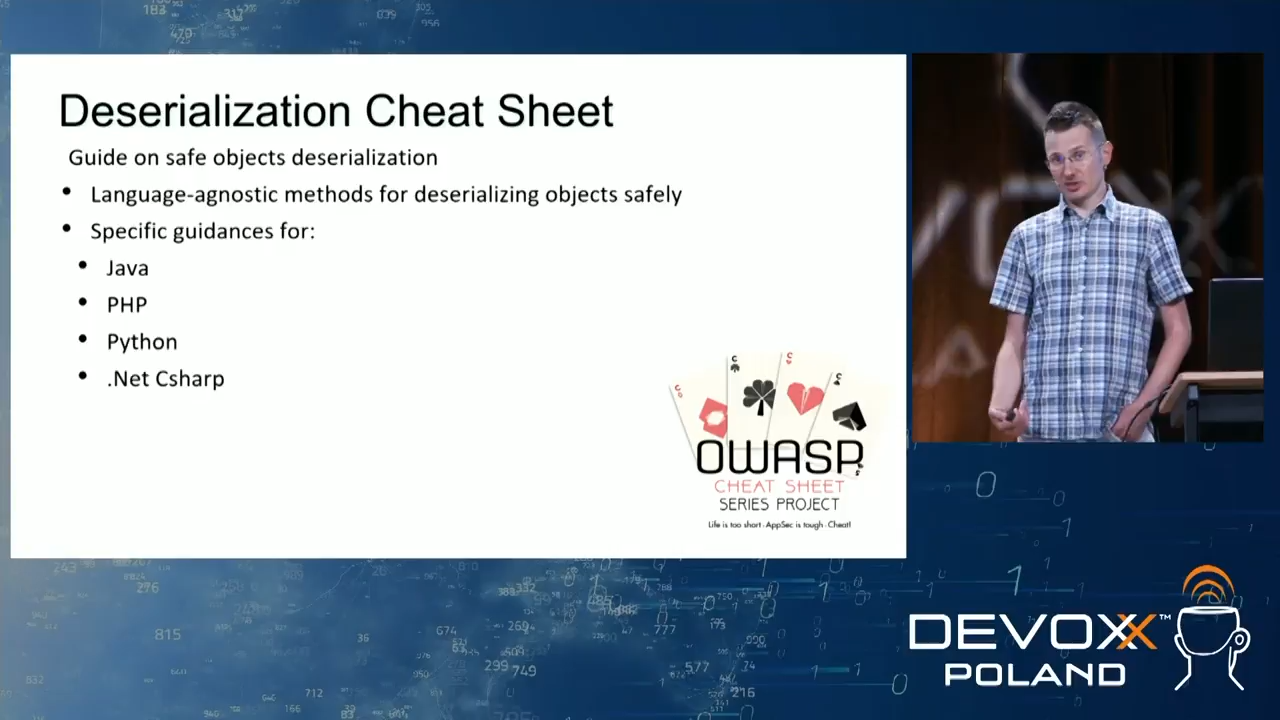 Deserialization Cheat Sheet
Guide on safe objects deserialization
• Language-agnostic methods for deserializing objects safely
• Specific guidances for:
• Java
• PHP
• Python
• .Net Csharp
OWASP
CHEAT SHEET
SERIES PROJECT
Life is too short · AppSec is tough · Cheat!
DEVOXX™
POLAND